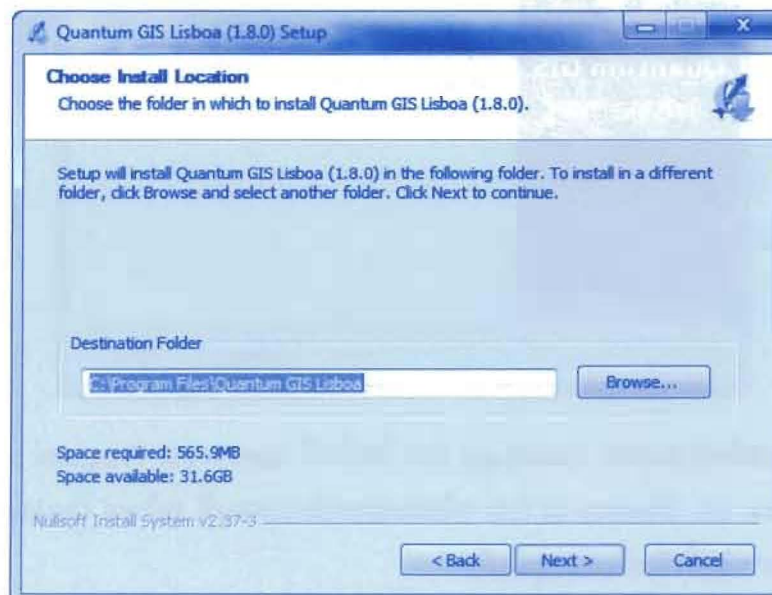 Quantum GIS Lisboa (1.8.0) Setup
Choose Install Location
Choose the folder in which to install Quantum GIS Lisboa (1.8.0).
Setup will install Quantum GIS Lisboa (1.8.0) in the following folder. To install in a different
folder, click Browse and select another folder. Click Next to continue.
Destination Folder
C:\Program Files\Quantum GIS Lisboa
Browse...
Space required: 565.9MB
Space available: 31.6GB
Nullsoft Install System v2.37-3
< Back
Next >
Cancel